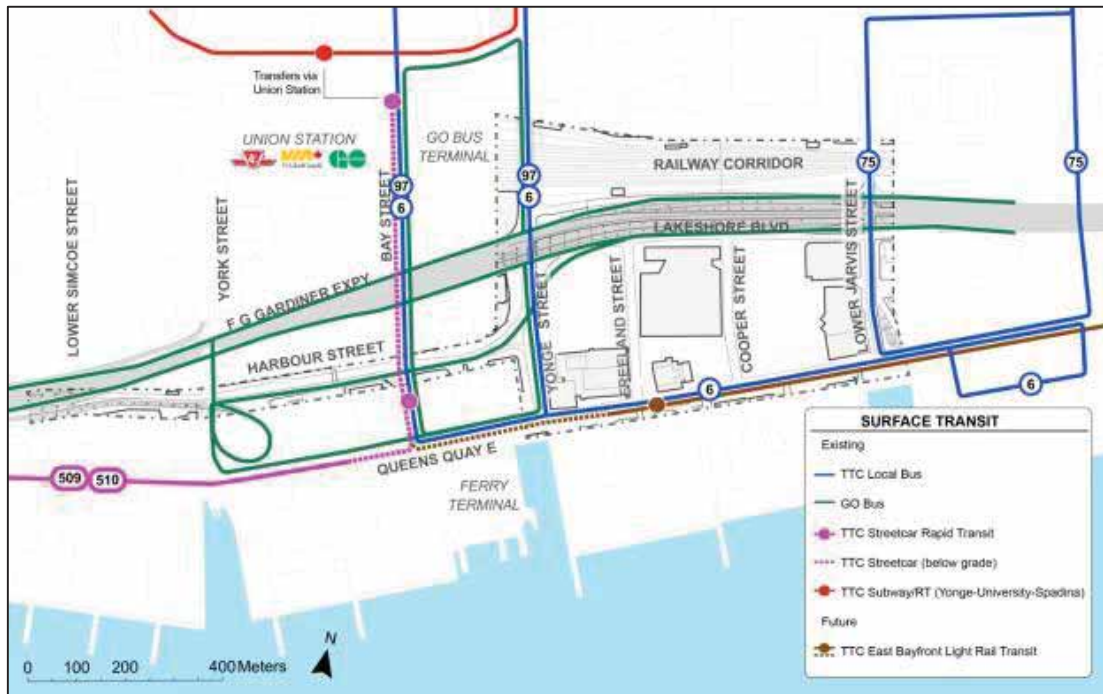 Transfers via
Union Station
UNION STATION
GO BUS
TERMINAL
RAILWAY CORRIDOR
LOWER SIMCOE STREET
YORK STREET
BAY STREET
97
6
97
6
75
75
F G GARDINER EXPY
LAKESHORE BLVD
HARBOUR STREET
YONGE STREET
FREELAND STREET
COOPER STREET
LOWER JARVIS STREET
6
6
509
510
QUEENS QUAY E
FERRY
TERMINAL
N
0 100 200 400 Meters
SURFACE TRANSIT
Existing
TTC Local Bus
GO Bus
TTC Streetcar Rapid Transit
TTC Streetcar (below grade)
TTC Subway/RT (Yonge-University-Spadina)
Future
TTC East Bayfront Light Rail Transit